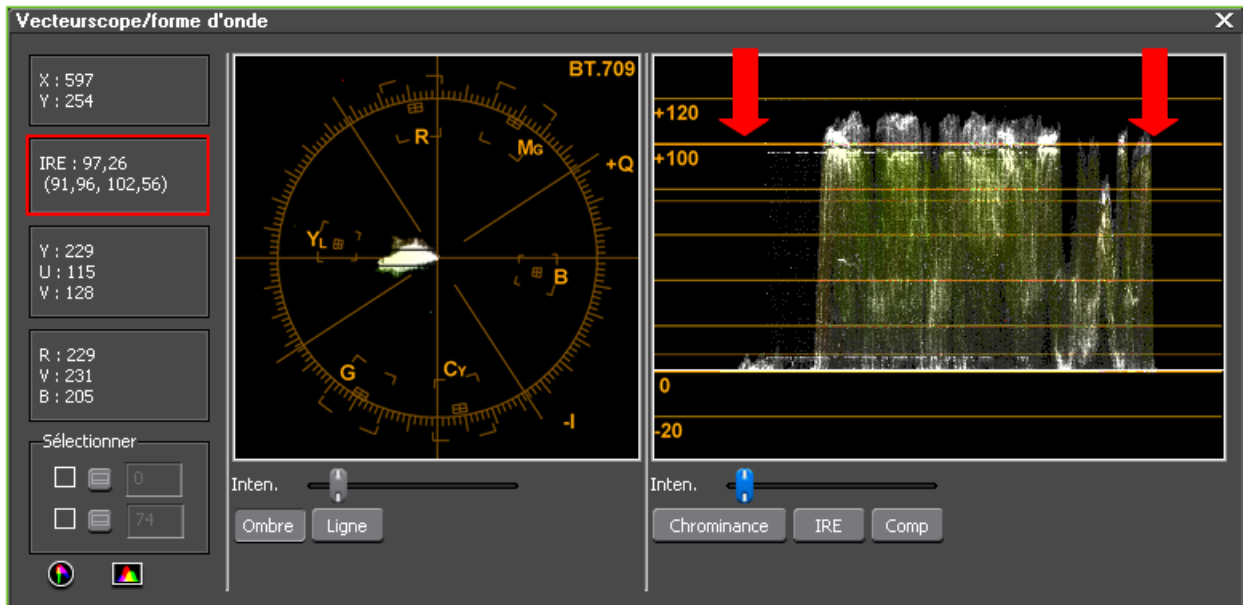 Vecteurscope/forme d'onde
X : 597
Y : 254
IRE : 97,26
(91,96, 102,56)
Y : 229
U : 115
V : 128
R : 229
V : 231
B : 205
Sélectionner
0
74
BT.709
R
MG
+Q
YL
B
G
CY
-I
Inten.
Ombre
Ligne
+120
+100
0
-20
Inten.
Chrominance
IRE
Comp